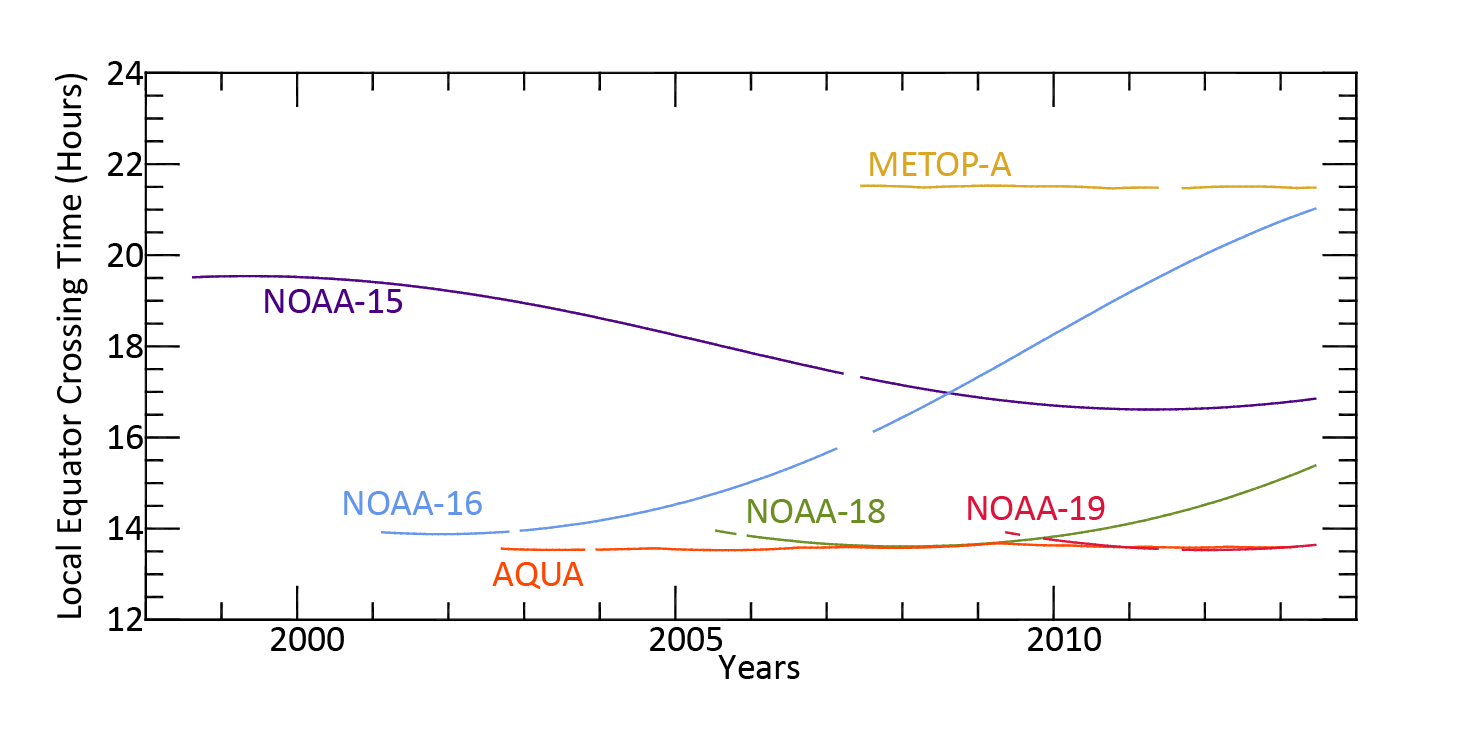 24
22
20
18
16
14
12
Local Equator Crossing Time (Hours)
METOP-A
NOAA-15
NOAA-16
NOAA-18
NOAA-19
AQUA
2000 2005 2010
Years